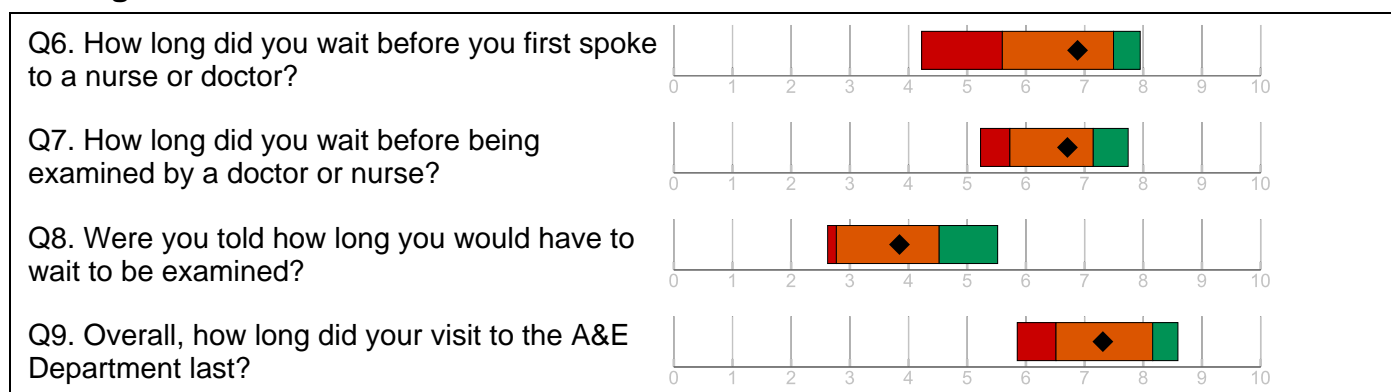 Q6. How long did you wait before you first spoke
to a nurse or doctor?
0 1 2 3 4 5 6 7 8 9 10
Q7. How long did you wait before being
examined by a doctor or nurse?
0 1 2 3 4 5 6 7 8 9 10
Q8. Were you told how long you would have to
wait to be examined?
0 1 2 3 4 5 6 7 8 9 10
Q9. Overall, how long did your visit to the A&E
Department last?
0 1 2 3 4 5 6 7 8 9 10